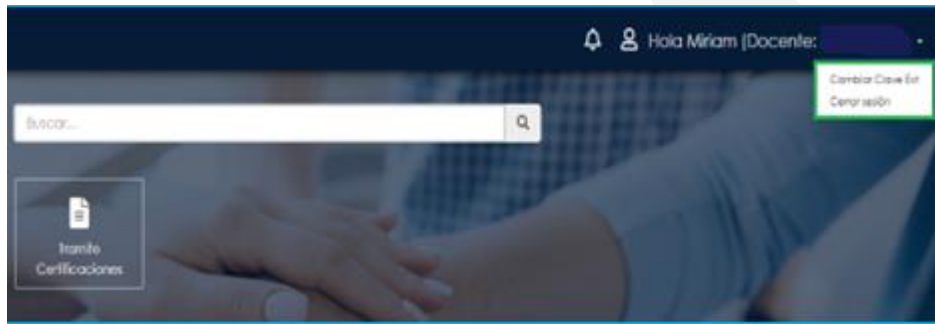 Hola Miriam (Docente:
Cambiar Clave Ext
Cerrar sesión
Buscar...
Tramite
Certificaciones